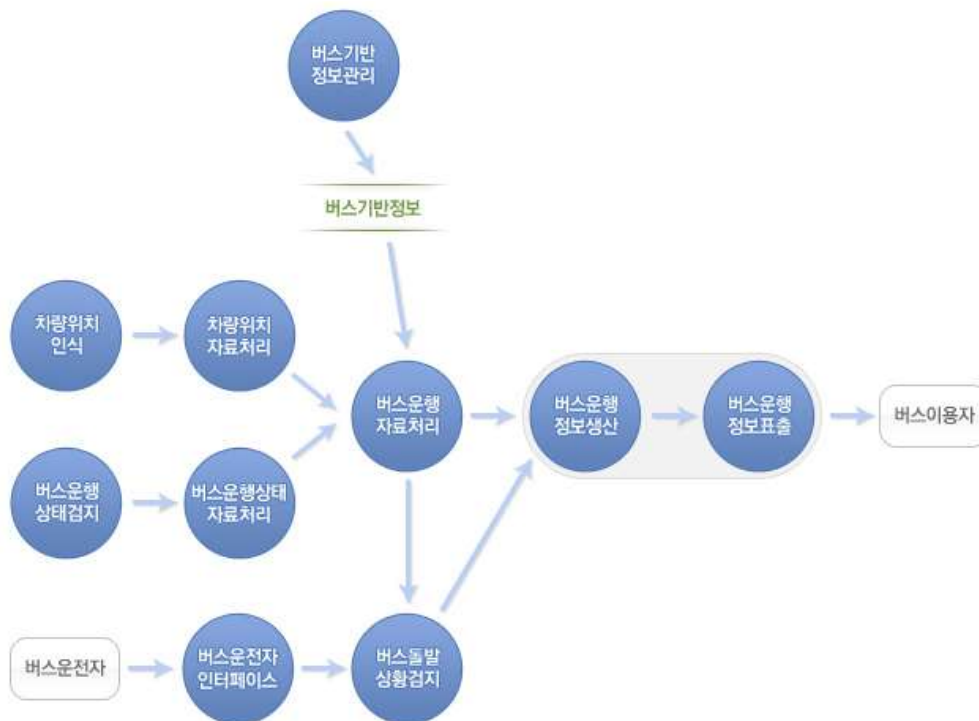 버스기반
정보관리
버스기반정보
차량위치
인식
차량위치
자료처리
버스운행
자료처리
버스운행
정보생산
버스운행
정보표출
버스이용자
버스운행
상태검지
버스운행상태
자료처리
버스운전자
버스운전자
인터페이스
버스돌발
상황검지